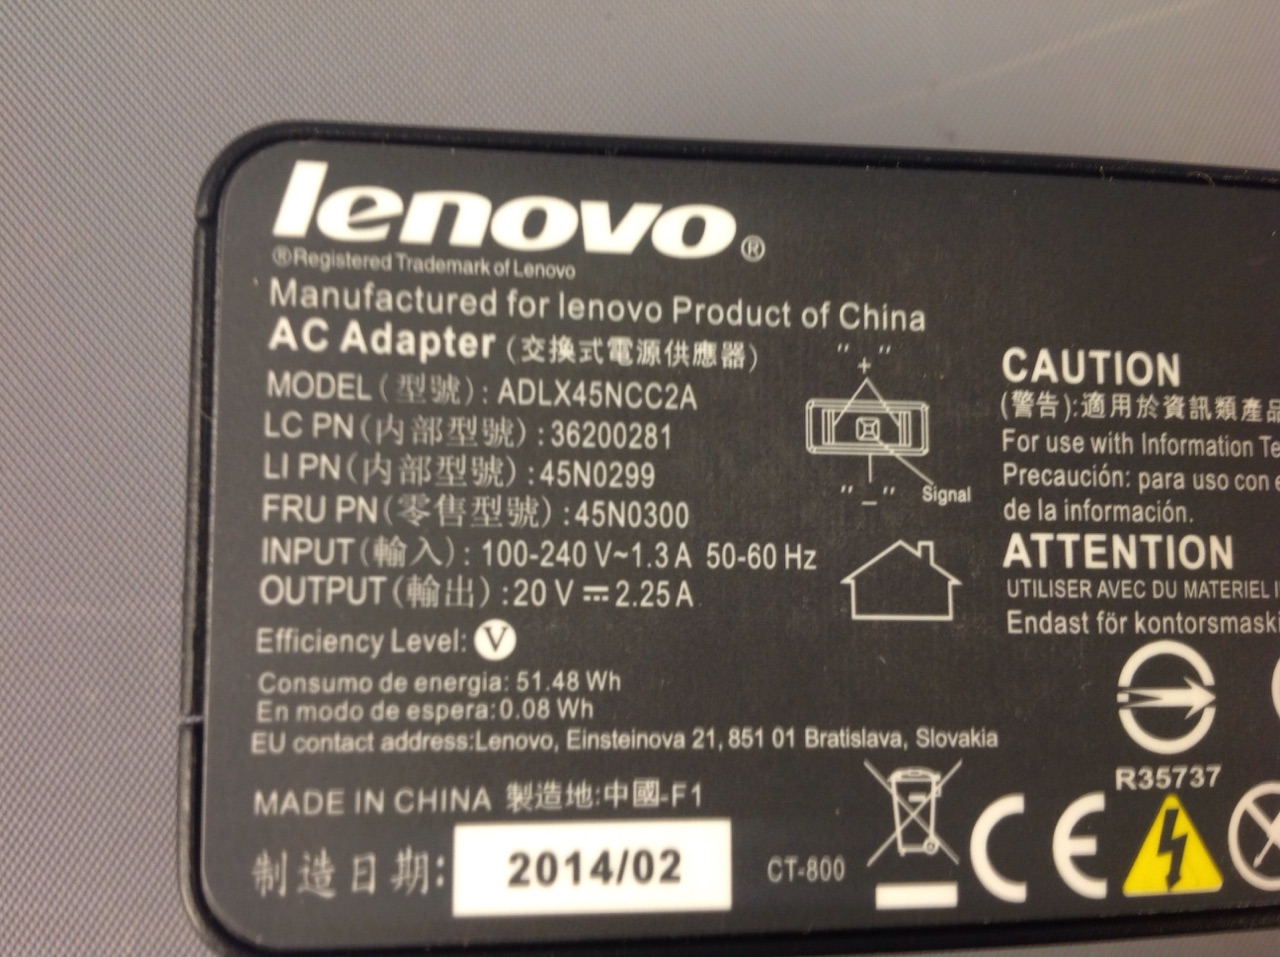 lenovo®
®Registered Trademark of Lenovo
Manufactured for lenovo Product of China
AC Adapter (交換式電源供應器)
MODEL (型號) : ADLX45NCC2A
LC PN (内部型號) :36200281
LI PN (内部型號) :45N0299
FRU PN (零售型號) :45N0300
INPUT (輸入) : 100-240 V~1.3 A 50-60 Hz
OUTPUT (輸出) :20 V ⎓ 2.25 A
Efficiency Level: V
Consumo de energia: 51.48 Wh
En modo de espera:0.08 Wh
EU contact address:Lenovo, Einsteinova 21, 851 01 Bratislava, Slovakia
MADE IN CHINA 製造地:中國-F1
制造日期: 2014/02
CT-800
"+"
"–"
Signal
CAUTION
(警告):適用於資訊類產品
For use with Information
Precaución: para uso con
de la información.
ATTENTION
UTILISER AVEC DU MATERIEL
Endast för
R35737
CE